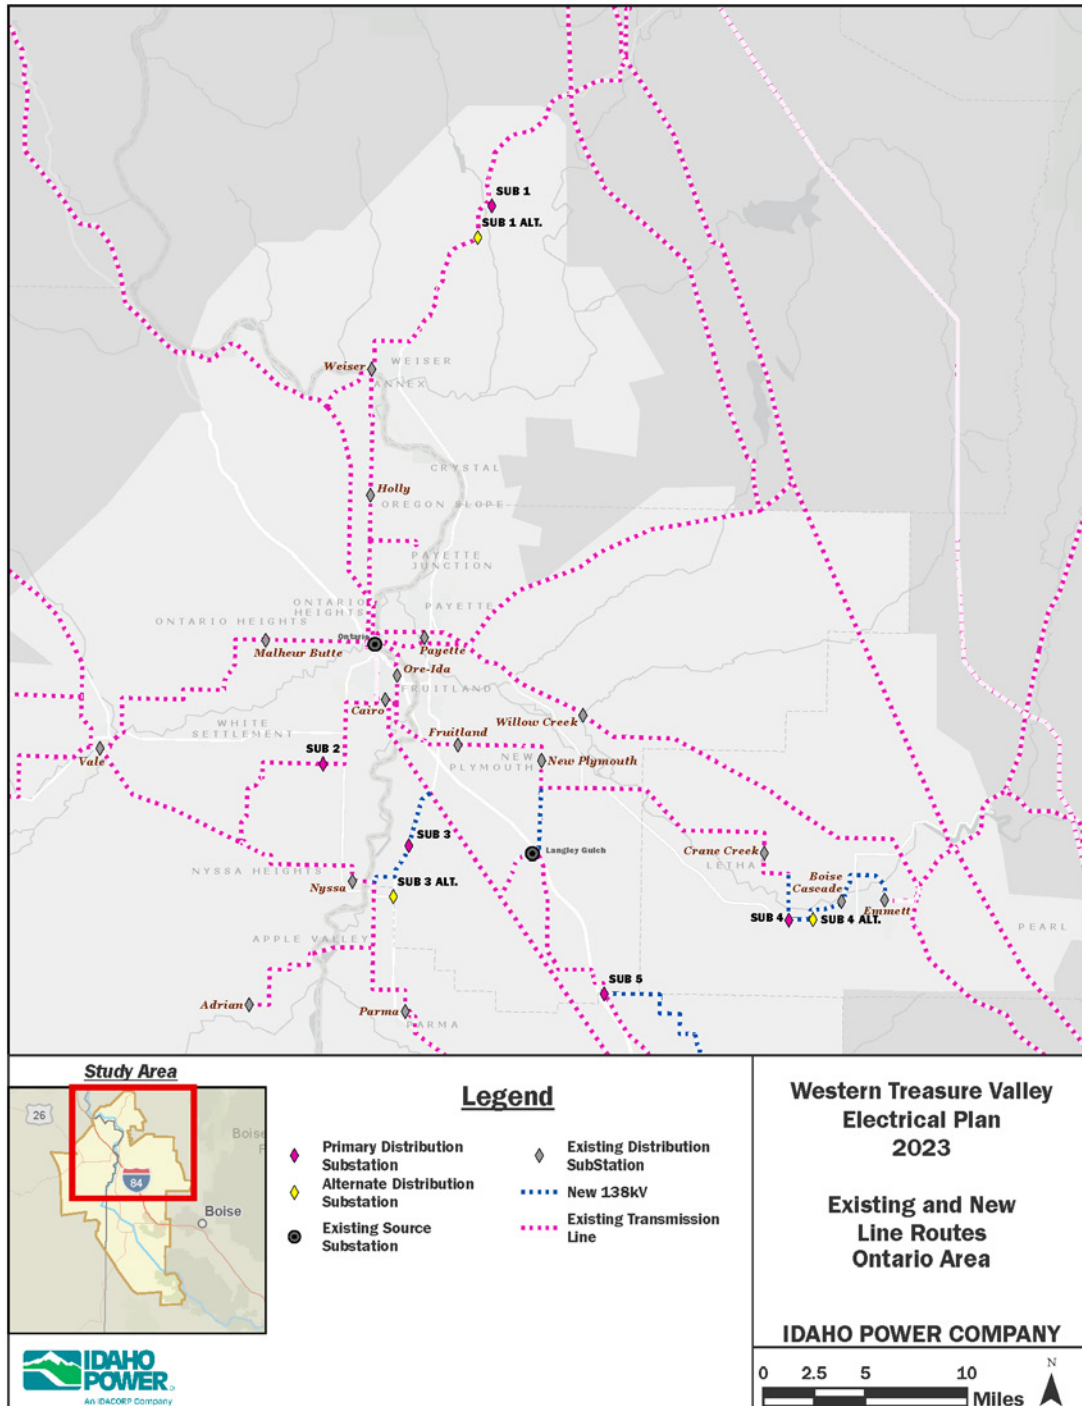 SUB 1
SUB 1 ALT.
Weiser
WEISER
ANNEX
CRYSTAL
Holly
OREGON SLOPE
PAYETTE
JUNCTION
ONTARIO
HEIGHTS
PAYETTE
ONTARIO HEIGHTS
Ontario
Malheur Butte
Payette
Ore-Ida
FRUITLAND
Cairo
Willow Creek
WHITE
SETTLEMENT
Fruitland
Vale
SUB 2
NEW
PLYMOUTH
New Plymouth
SUB 3
Langley Gulch
Crane Creek
LETHA
NYSSA HEIGHTS
Nyssa
SUB 3 ALT.
Boise
Cascade
Emmett
SUB 4
SUB 4 ALT.
PEARL
APPLE VALLEY
SUB 5
Adrian
Parma
PARMA
Study Area
26
Boise
F
84
Boise
IDAHO
POWER
An IDACORP Company
Legend
Primary Distribution
Substation
Alternate Distribution
Substation
Existing Source
Substation
Existing Distribution
SubStation
New 138kV
Existing Transmission
Line
Western Treasure Valley
Electrical Plan
2023
Existing and New
Line Routes
Ontario Area
IDAHO POWER COMPANY
0 2.5 5 10
Miles
N